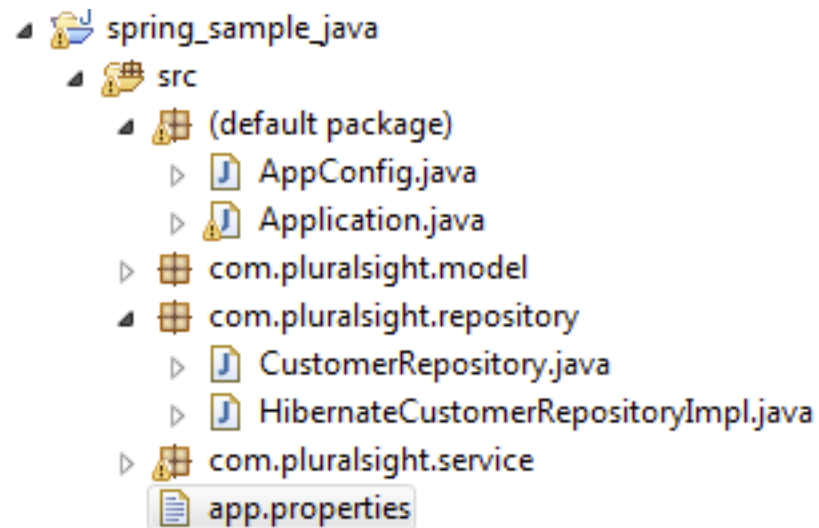 spring_sample_java
src
(default package)
AppConfig.java
Application.java
com.pluralsight.model
com.pluralsight.repository
CustomerRepository.java
HibernateCustomerRepositoryImpl.java
com.pluralsight.service
app.properties